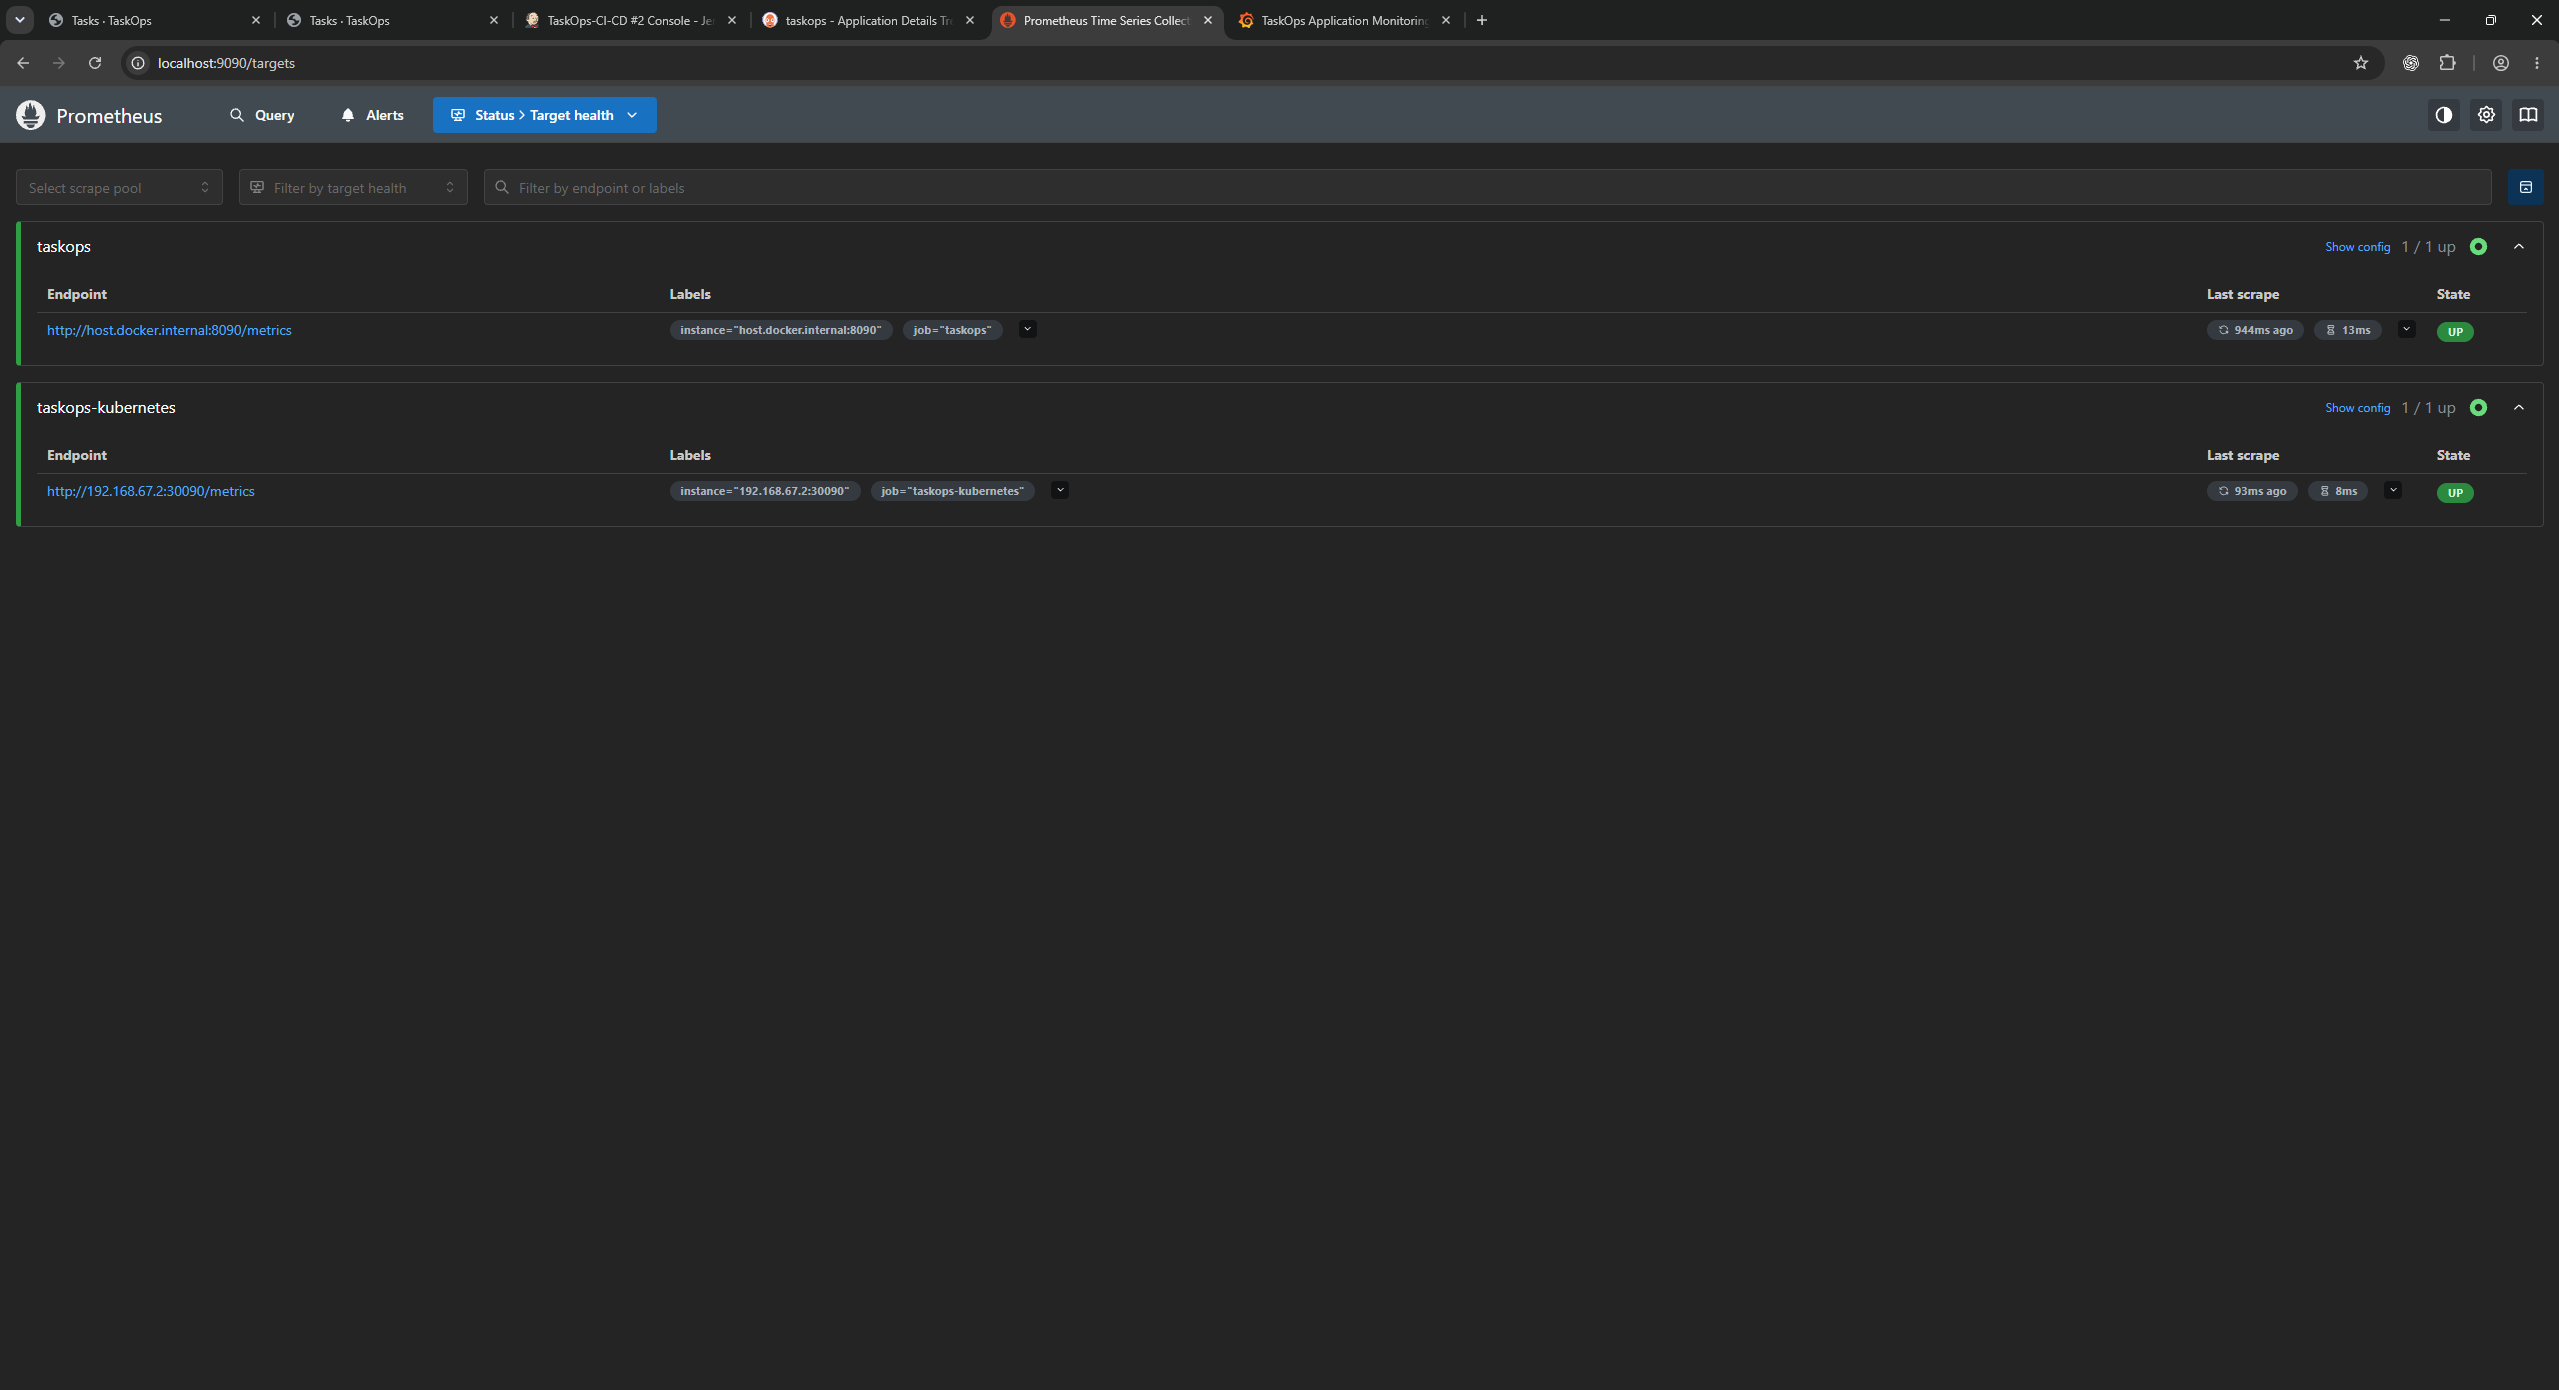 Tasks · TaskOps
Tasks · TaskOps
TaskOps-CI-CD #2 Console - Je
taskops - Application Details Tre
Prometheus Time Series Collect
TaskOps Application Monitoring
localhost:9090/targets
Prometheus
Query
Alerts
Status > Target health
Select scrape pool
Filter by target health
Filter by endpoint or labels
taskops
Show config 1 / 1 up
Endpoint Labels Last scrape State
http://host.docker.internal:8090/metrics instance="host.docker.internal:8090" job="taskops" 944ms ago 13ms UP
taskops-kubernetes
Show config 1 / 1 up
Endpoint Labels Last scrape State
http://192.168.67.2:30090/metrics instance="192.168.67.2:30090" job="taskops-kubernetes" 93ms ago 8ms UP